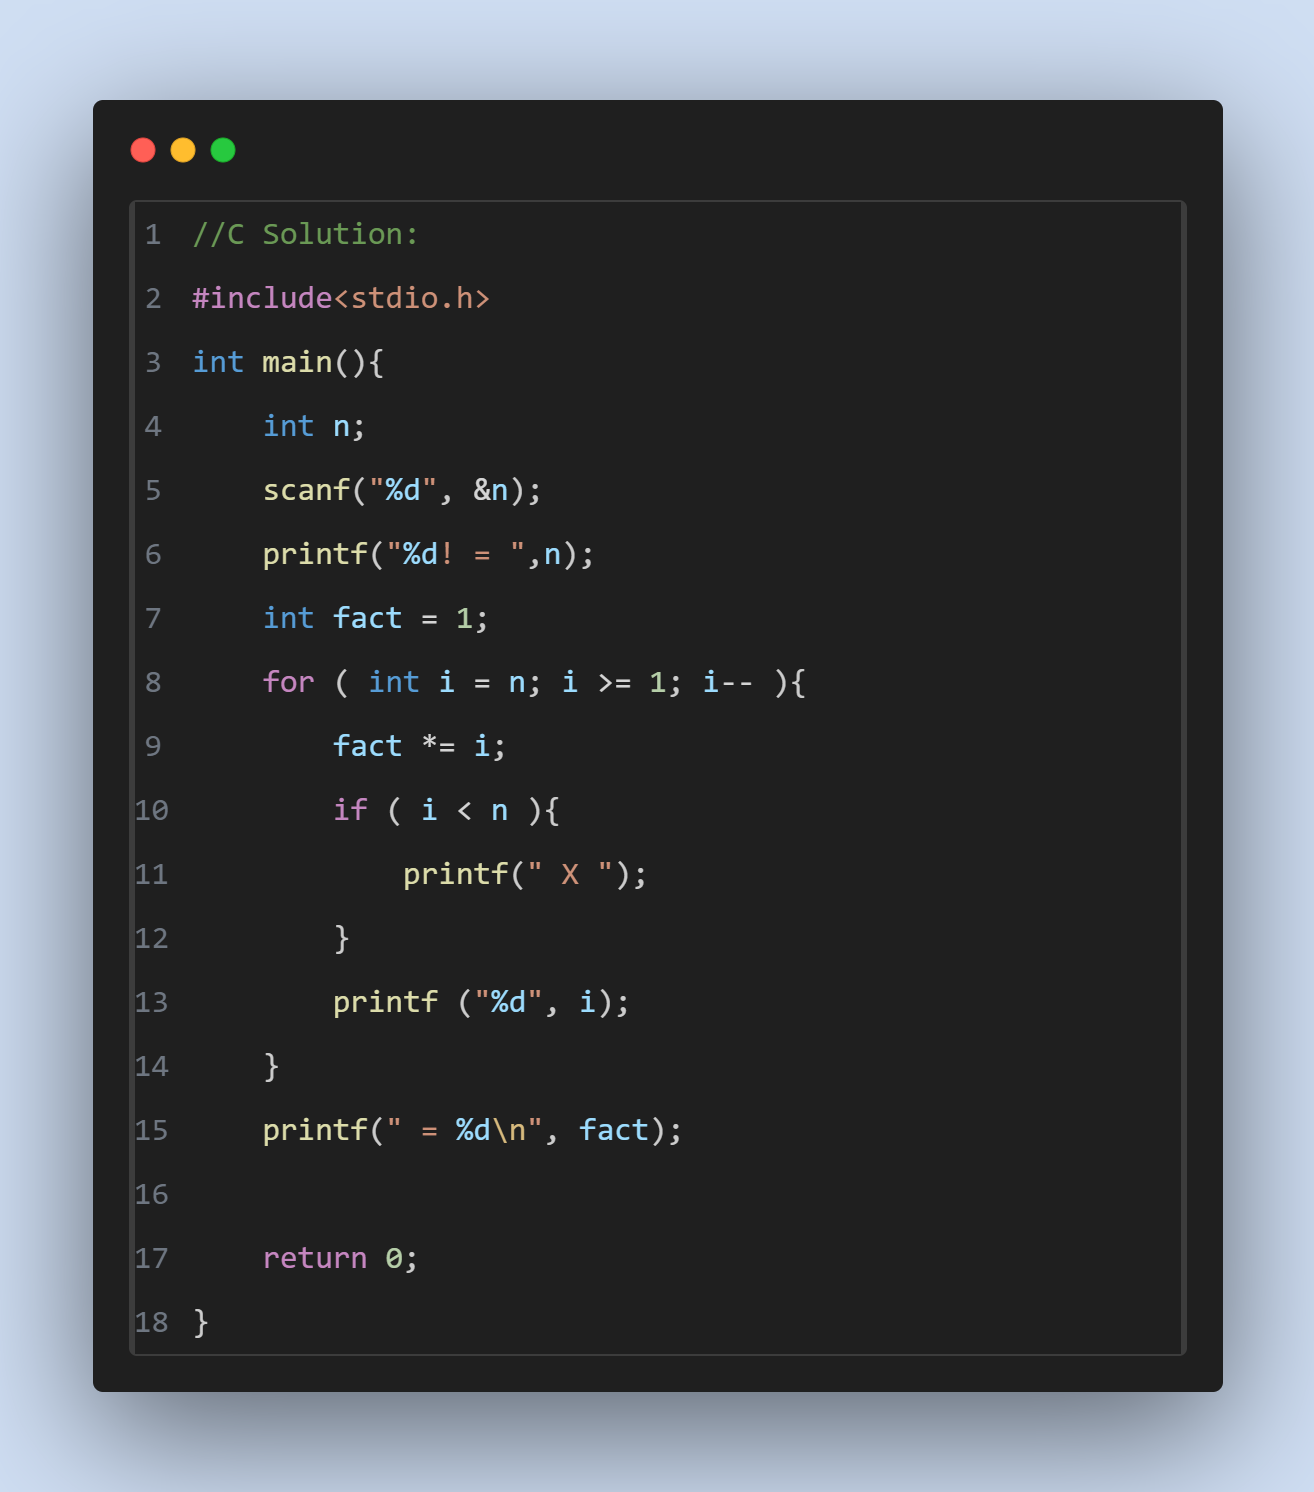 1 //C Solution:
2 #include<stdio.h>
3 int main(){
4     int n;
5     scanf("%d", &n);
6     printf("%d! = ",n);
7     int fact = 1;
8     for ( int i = n; i >= 1; i-- ){
9         fact *= i;
10         if ( i < n ){
11             printf(" X ");
12         }
13         printf ("%d", i);
14     }
15     printf(" = %d\n", fact);
16
17     return 0;
18 }